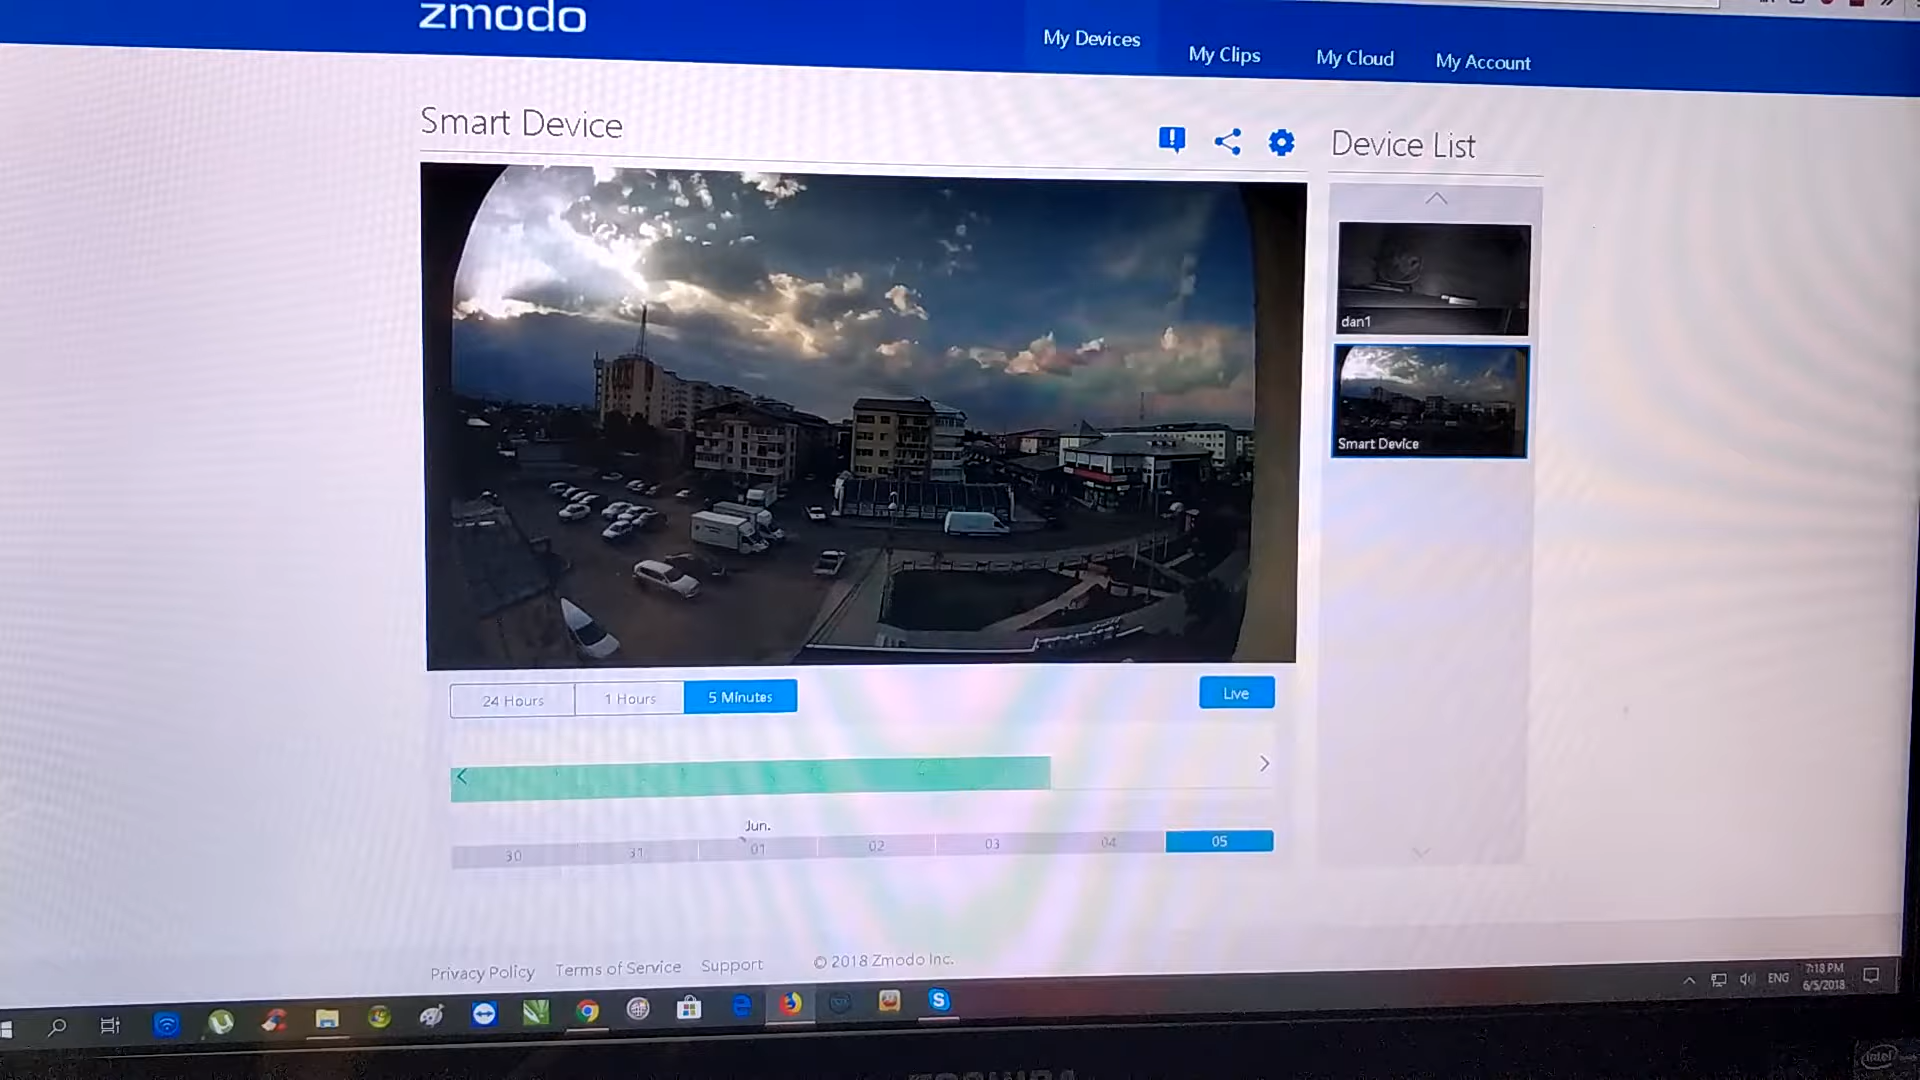 zmodo
My Devices
My Clips
My Cloud
My Account
Smart Device
Device List
dan1
Smart Device
24 Hours
1 Hours
5 Minutes
Live
Jun.
30
31
01
02
03
04
05
Privacy Policy
Terms of Service
Support
© 2018 Zmodo Inc.
ENG
7:18 PM
6/5/2018
intel